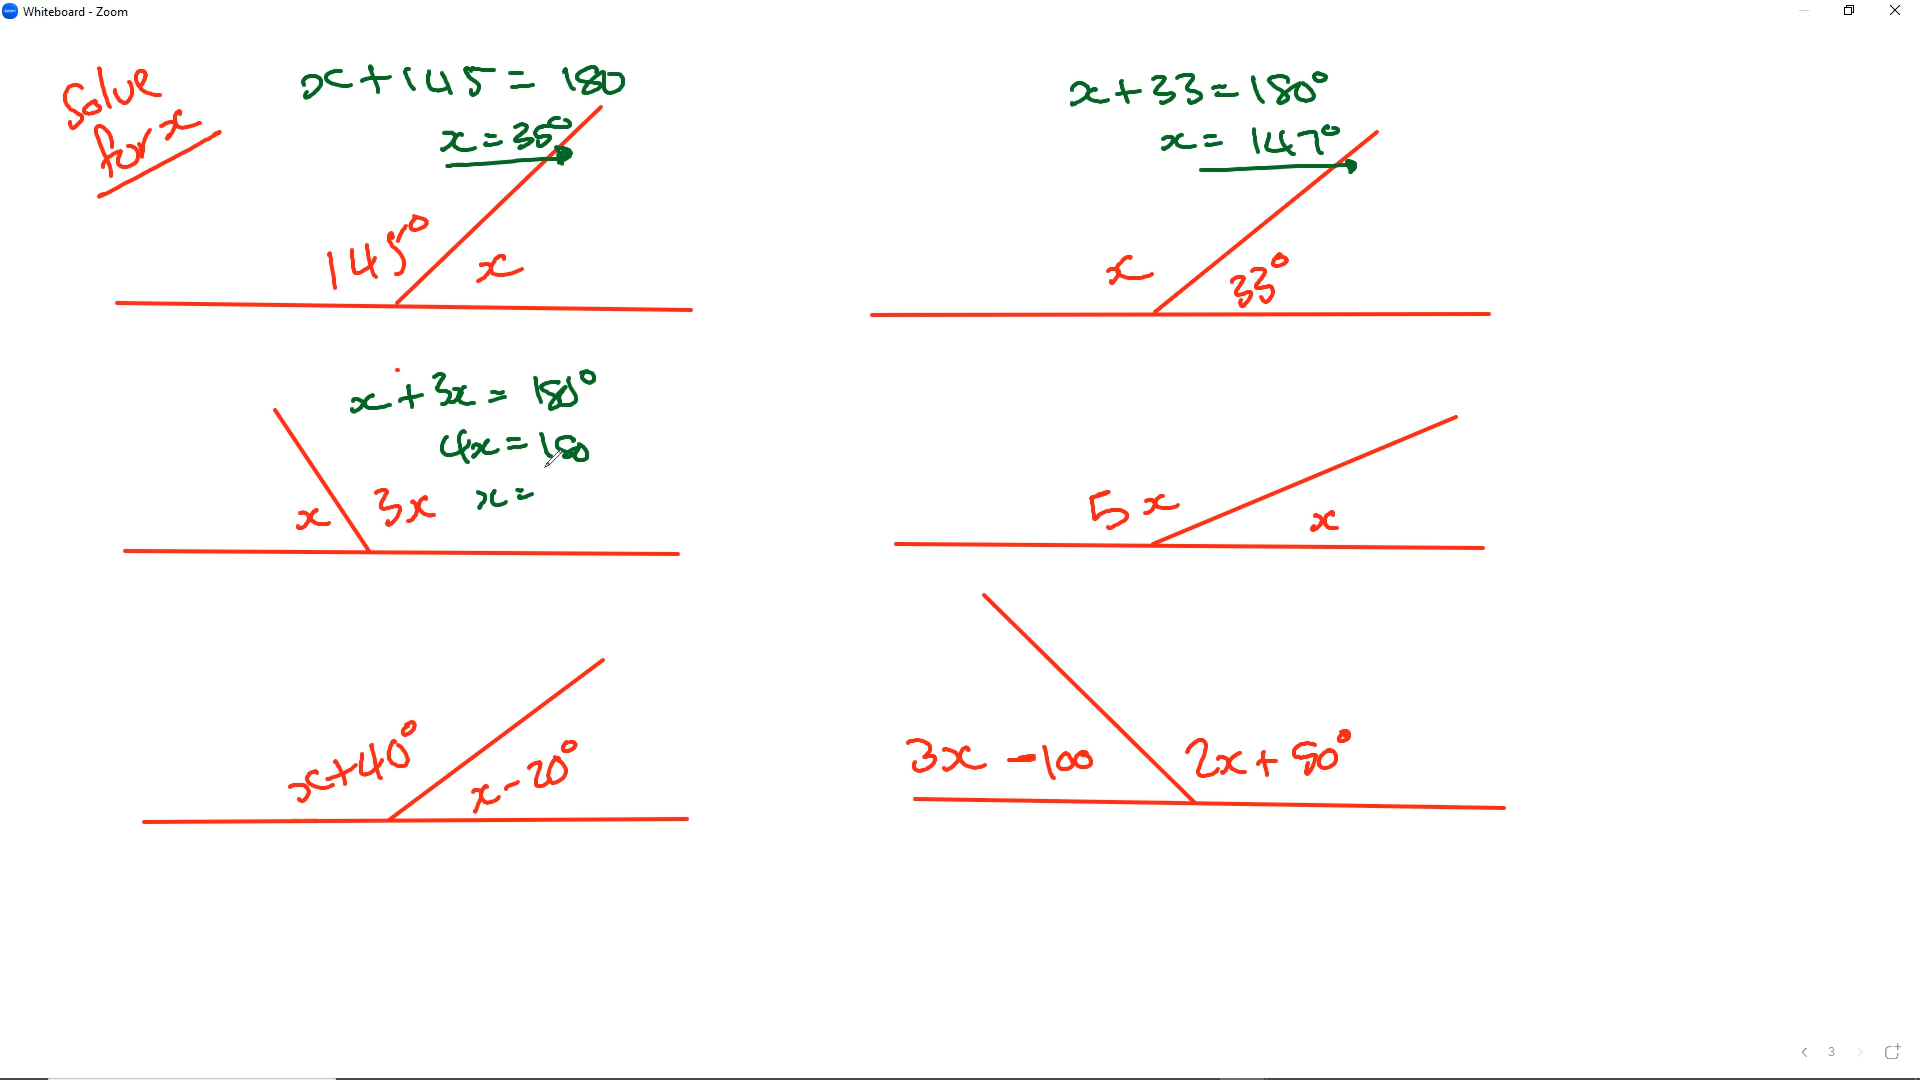 Whiteboard - Zoom
Solve
for x
x+145=180
x=35°
145°
x
x+33=180°
x= 147°
x
33°
x+3x=180°
4x=180
x=
x
3x
5x
x
x+40°
x-20°
3x-100
2x+50°
3